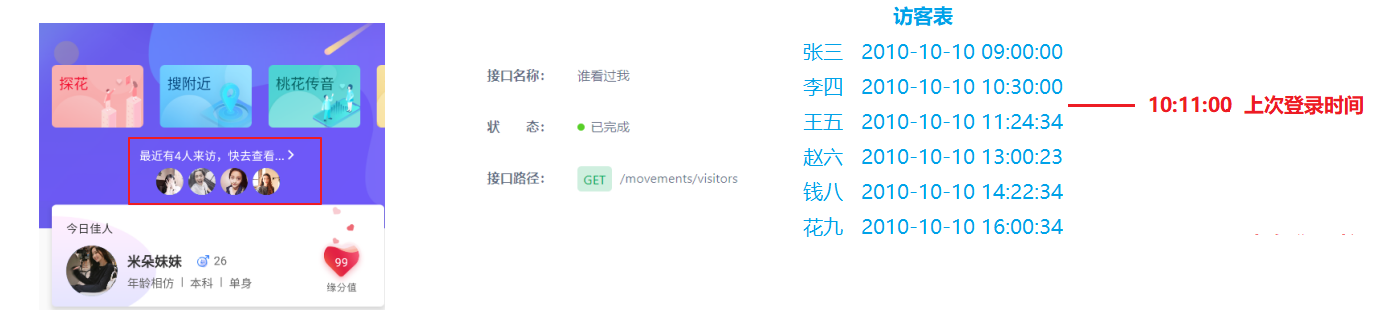 探花
搜附近
桃花传音
最近有4人来访，快去查看...
今日佳人
米朵妹妹 26
年龄相仿 | 本科 | 单身
99
缘分值
接口名称： 谁看过我
状 态： 已完成
接口路径： GET /movements/visitors
访客表
张三 2010-10-10 09:00:00
李四 2010-10-10 10:30:00
王五 2010-10-10 11:24:34
赵六 2010-10-10 13:00:23
钱八 2010-10-10 14:22:34
花九 2010-10-10 16:00:34
10:11:00 上次登录时间